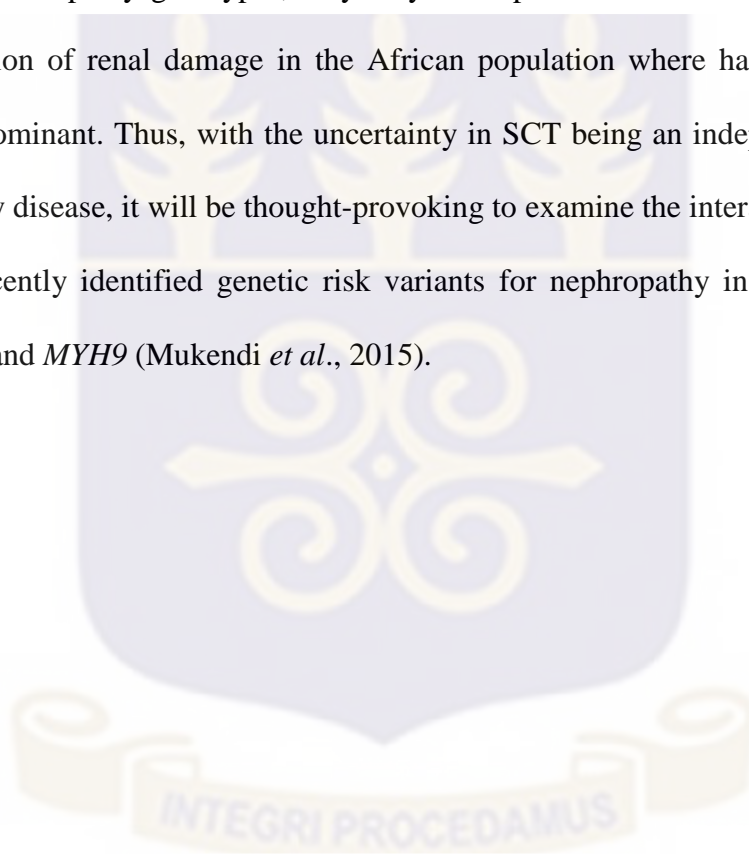 ion of renal damage in the African population where ha
ominant. Thus, with the uncertainty in SCT being an inde
y disease, it will be thought-provoking to examine the inter
cently identified genetic risk variants for nephropathy in
and MYH9 (Mukendi et al., 2015).
INTEGRI PROCEDAMUS